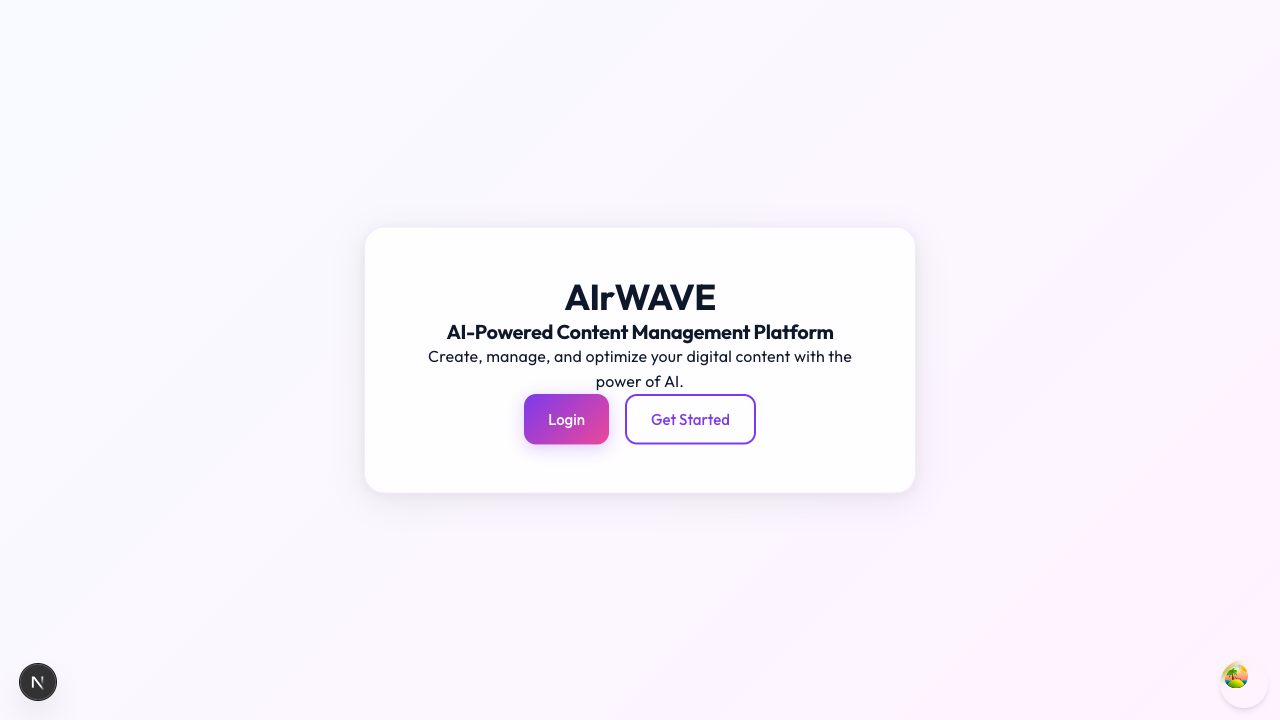 AIrWAVE
AI-Powered Content Management Platform
Create, manage, and optimize your digital content with the
power of AI.
Login
Get Started
N